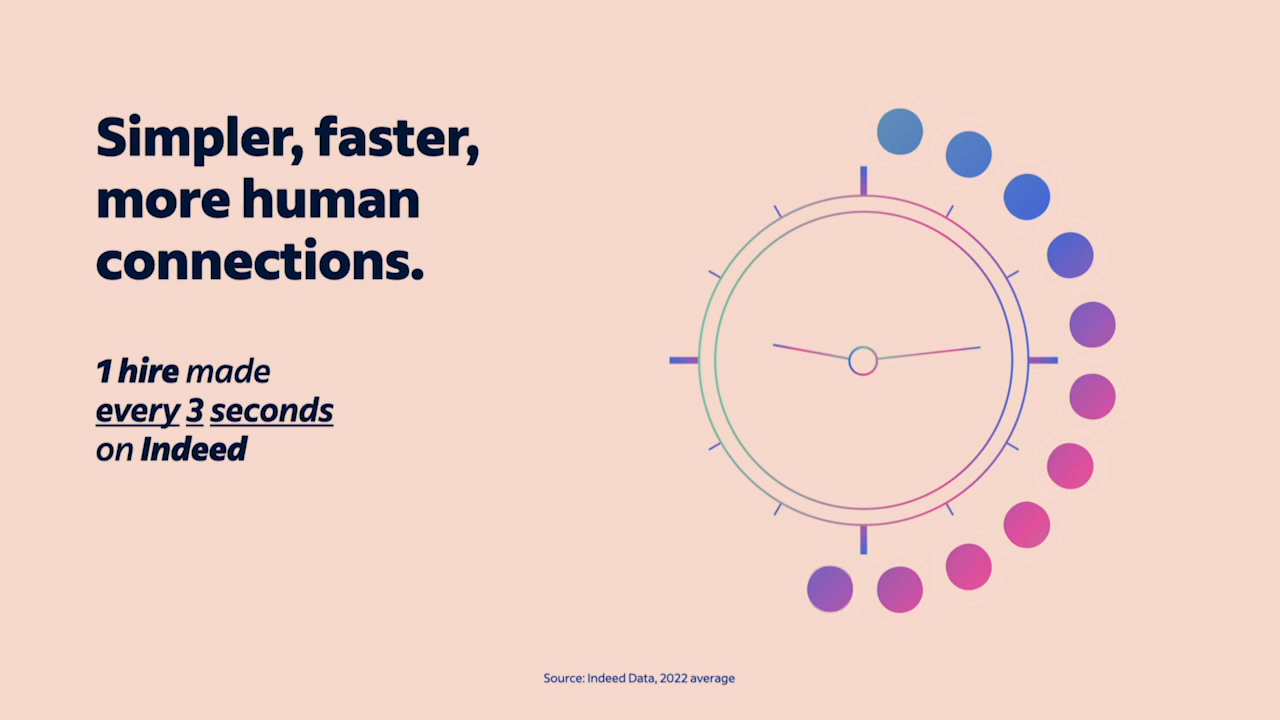 Simpler, faster,
more human
connections.
1 hire made
every 3 seconds
on Indeed
Source: Indeed Data, 2022 average